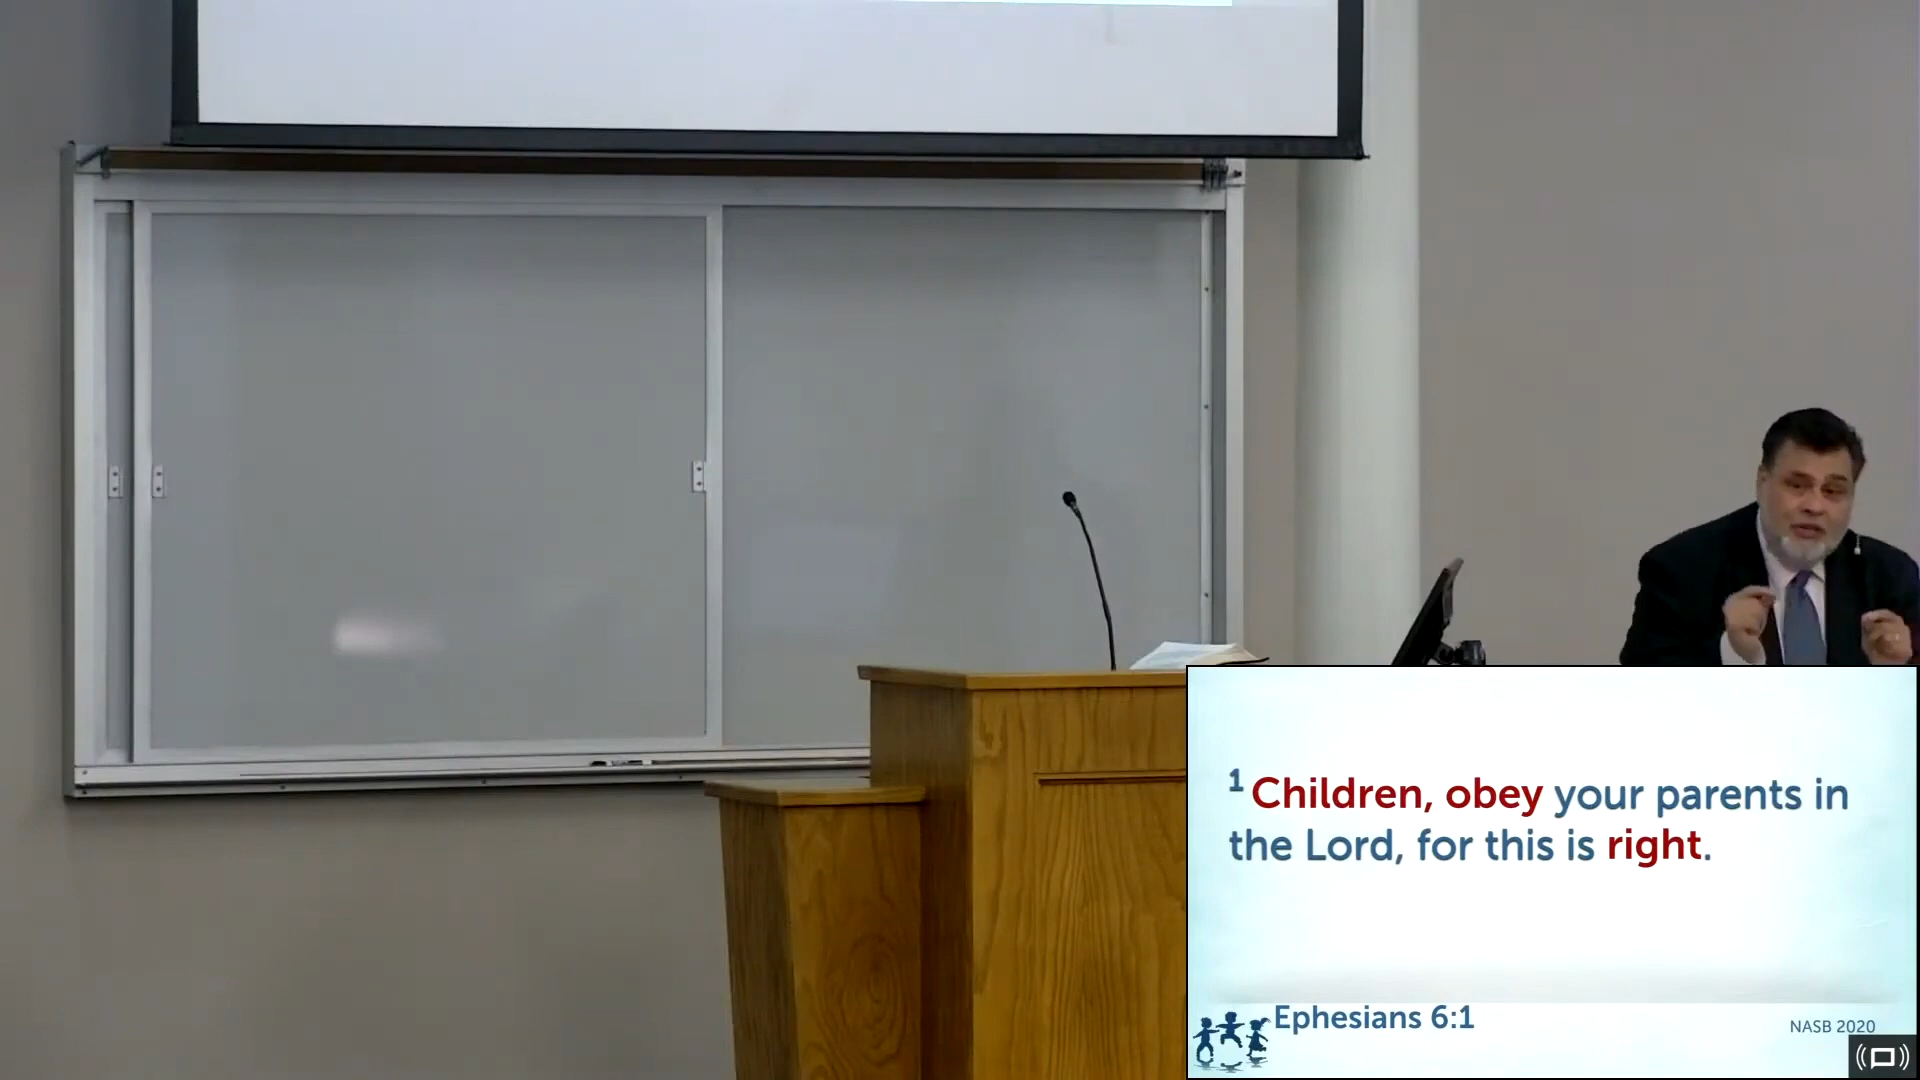 1 Children, obey your parents in
the Lord, for this is right.
Ephesians 6:1
NASB 2020